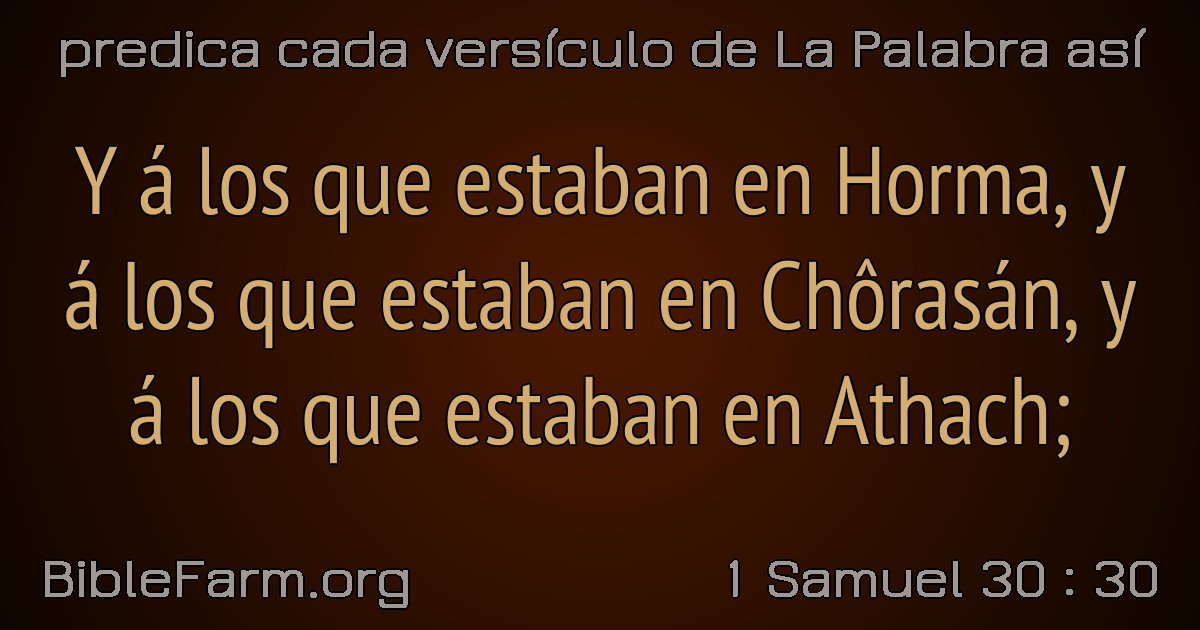 predica cada versículo de La Palabra así
Y á los que estaban en Horma, y
á los que estaban en Chôrasán, y
á los que estaban en Athach;
BibleFarm.org
1 Samuel 30 : 30